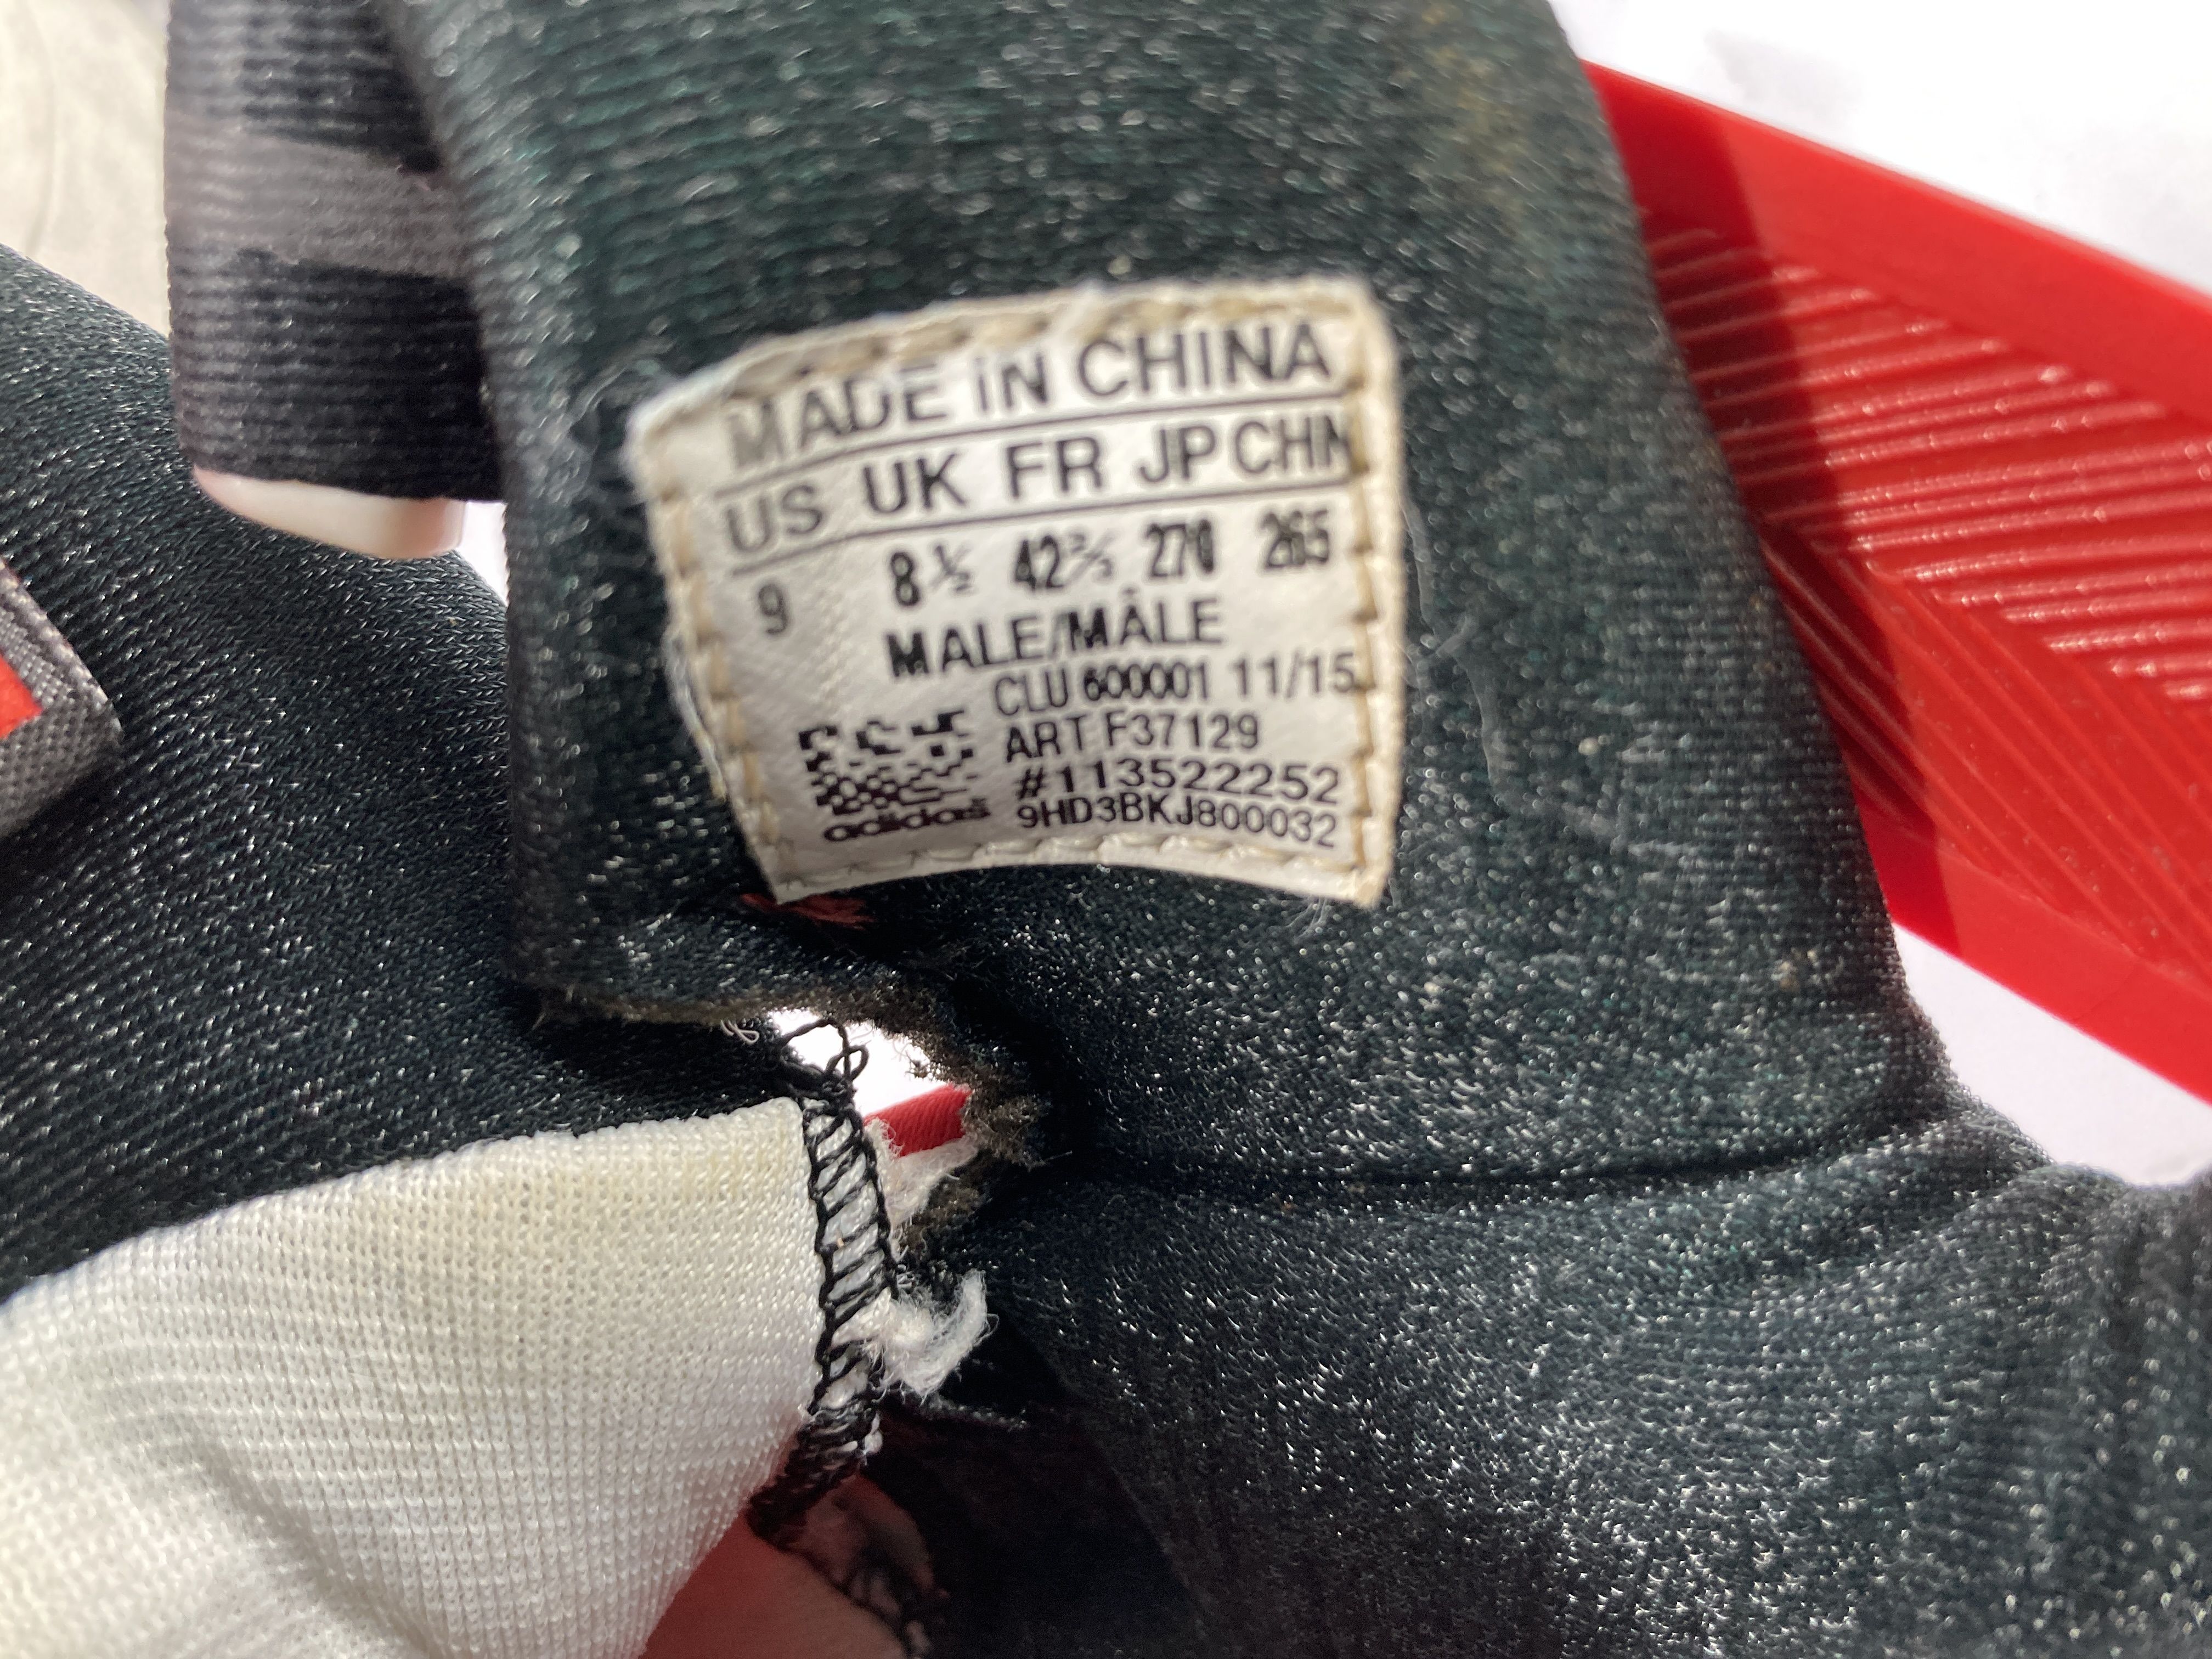 MADE IN CHINA
US UK FR JP CHN
9 8½ 42⅔ 270 265
MALE/MÂLE
CLU 600001 11/15
ART F37129
#113522252
adidas 9HD3BKJ800032